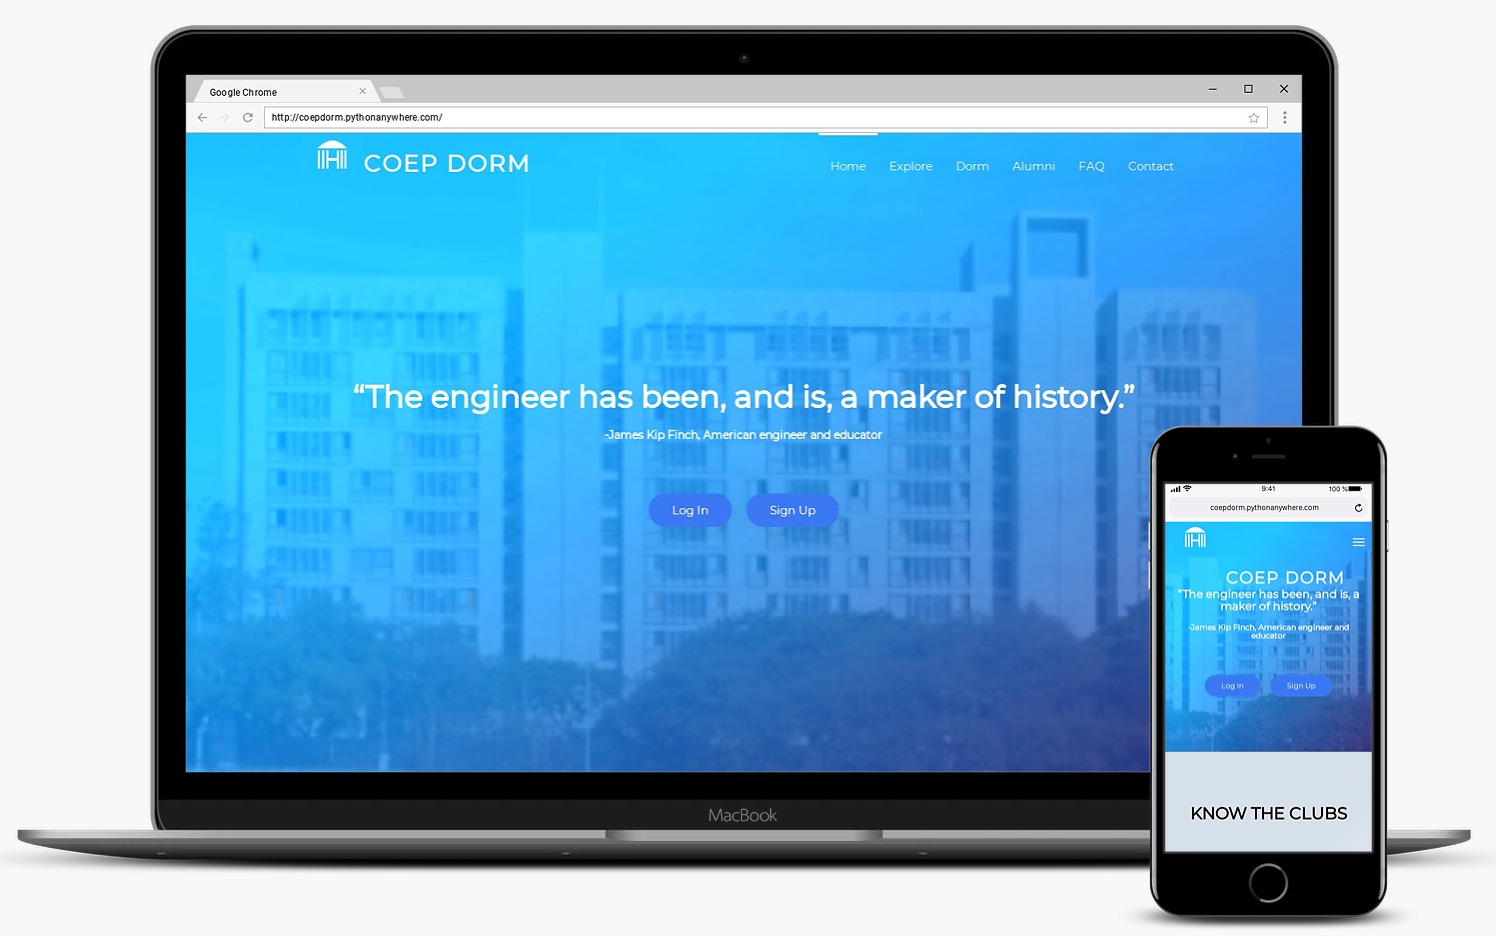 Google Chrome
http://coepdorm.pythonanywhere.com/
COEP DORM
Home Explore Dorm Alumni FAQ Contact
“The engineer has been, and is, a maker of history.”
-James Kip Finch, American engineer and educator
Log In Sign Up
MacBook
9:41 100 %
coepdorm.pythonanywhere.com
COEP DORM
“The engineer has been, and is, a
maker of history.”
-James Kip Finch, American engineer and
educator
Log In Sign Up
KNOW THE CLUBS